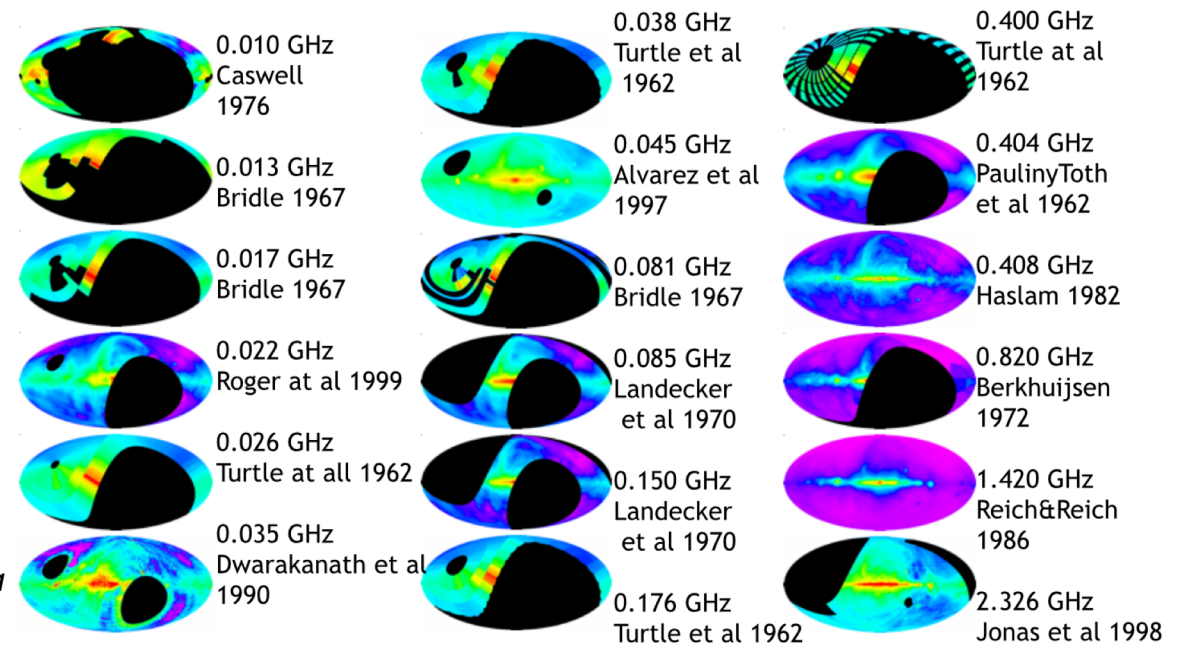 0.010 GHz
Caswell
1976
0.013 GHz
Bridle 1967
0.017 GHz
Bridle 1967
0.022 GHz
Roger at al 1999
0.026 GHz
Turtle at all 1962
0.035 GHz
Dwarakanath et al
1990
0.038 GHz
Turtle et al
1962
0.045 GHz
Alvarez et al
1997
0.081 GHz
Bridle 1967
0.085 GHz
Landecker
et al 1970
0.150 GHz
Landecker
et al 1970
0.176 GHz
Turtle et al 1962
0.400 GHz
Turtle at al
1962
0.404 GHz
PaulinyToth
et al 1962
0.408 GHz
Haslam 1982
0.820 GHz
Berkhuijsen
1972
1.420 GHz
Reich&Reich
1986
2.326 GHz
Jonas et al 1998